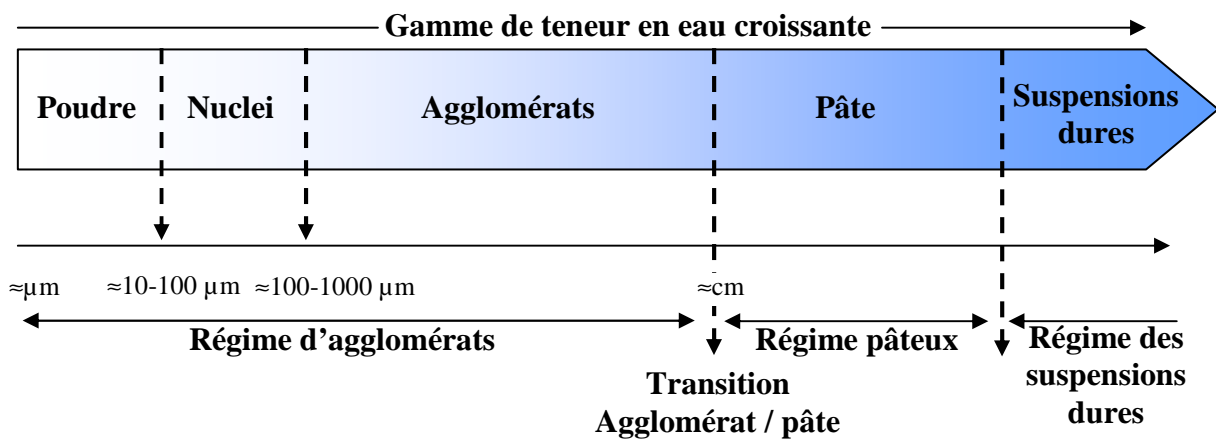 Gamme de teneur en eau croissante
Poudre
Nuclei
Agglomérats
Pâte
Suspensions
dures
≈µm
≈10-100 µm
≈100-1000 µm
≈cm
Régime d’agglomérats
Régime pâteux
Régime des
suspensions
dures
Transition
Agglomérat / pâte